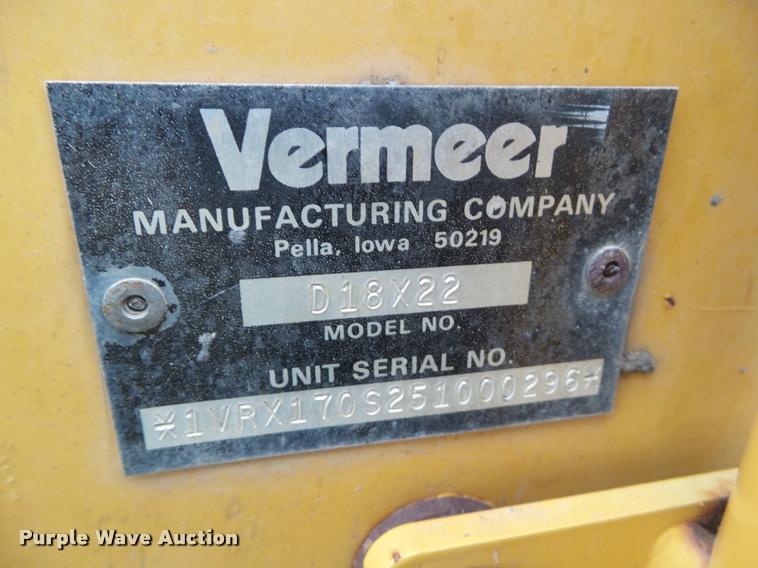 Vermeer
MANUFACTURING COMPANY
Pella, Iowa 50219
D18X22
MODEL NO.
UNIT SERIAL NO.
*1VRX170S251000296*
Purple Wave Auction